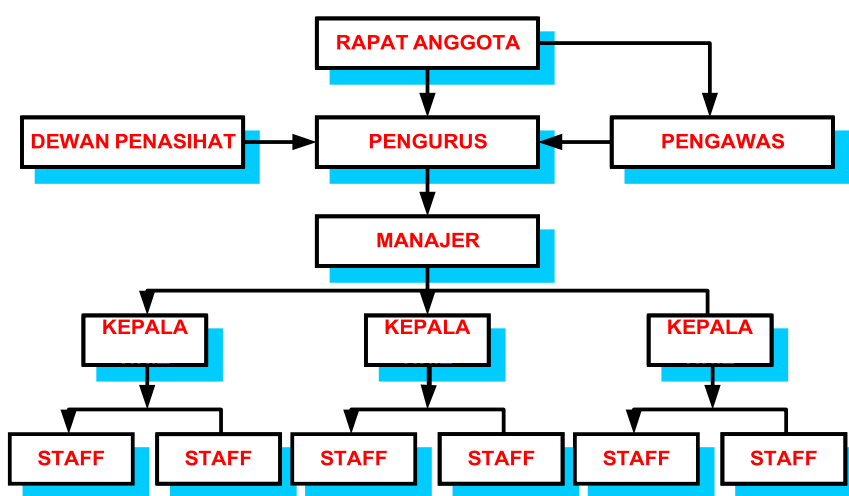 RAPAT ANGGOTA
DEWAN PENASIHAT
PENGURUS
PENGAWAS
MANAJER
KEPALA
KEPALA
KEPALA
STAFF
STAFF
STAFF
STAFF
STAFF
STAFF